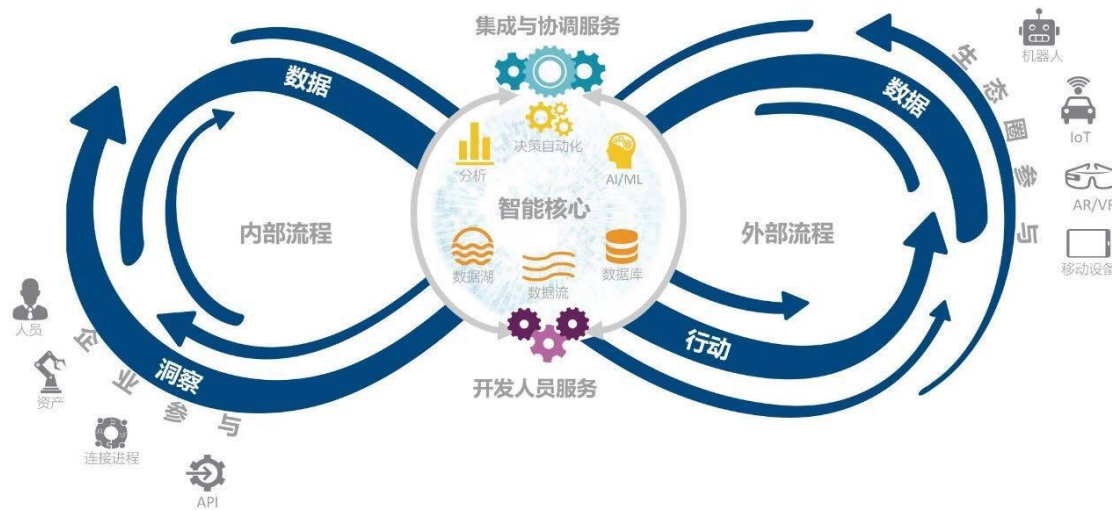 集成与协调服务
数据
内部流程
洞察
企业参与
人员
资产
连接进程
API
决策自动化
分析
AI/ML
智能核心
数据湖
数据流
数据库
开发人员服务
数据
外部流程
行动
生态圈参与
机器人
IoT
AR/VR
移动设备